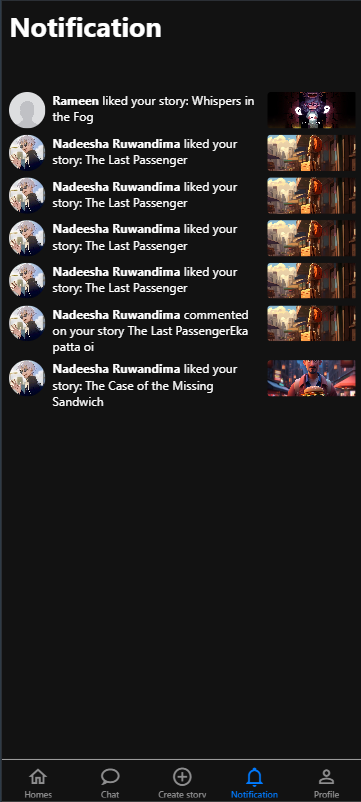 Notification
Rameen liked your story: Whispers in
the Fog
Nadeesha Ruwandima liked your
story: The Last Passenger
Nadeesha Ruwandima liked your
story: The Last Passenger
Nadeesha Ruwandima liked your
story: The Last Passenger
Nadeesha Ruwandima liked your
story: The Last Passenger
Nadeesha Ruwandima commented
on your story The Last PassengerEka
patta oi
Nadeesha Ruwandima liked your
story: The Case of the Missing
Sandwich
Homes
Chat
Create story
Notification
Profile